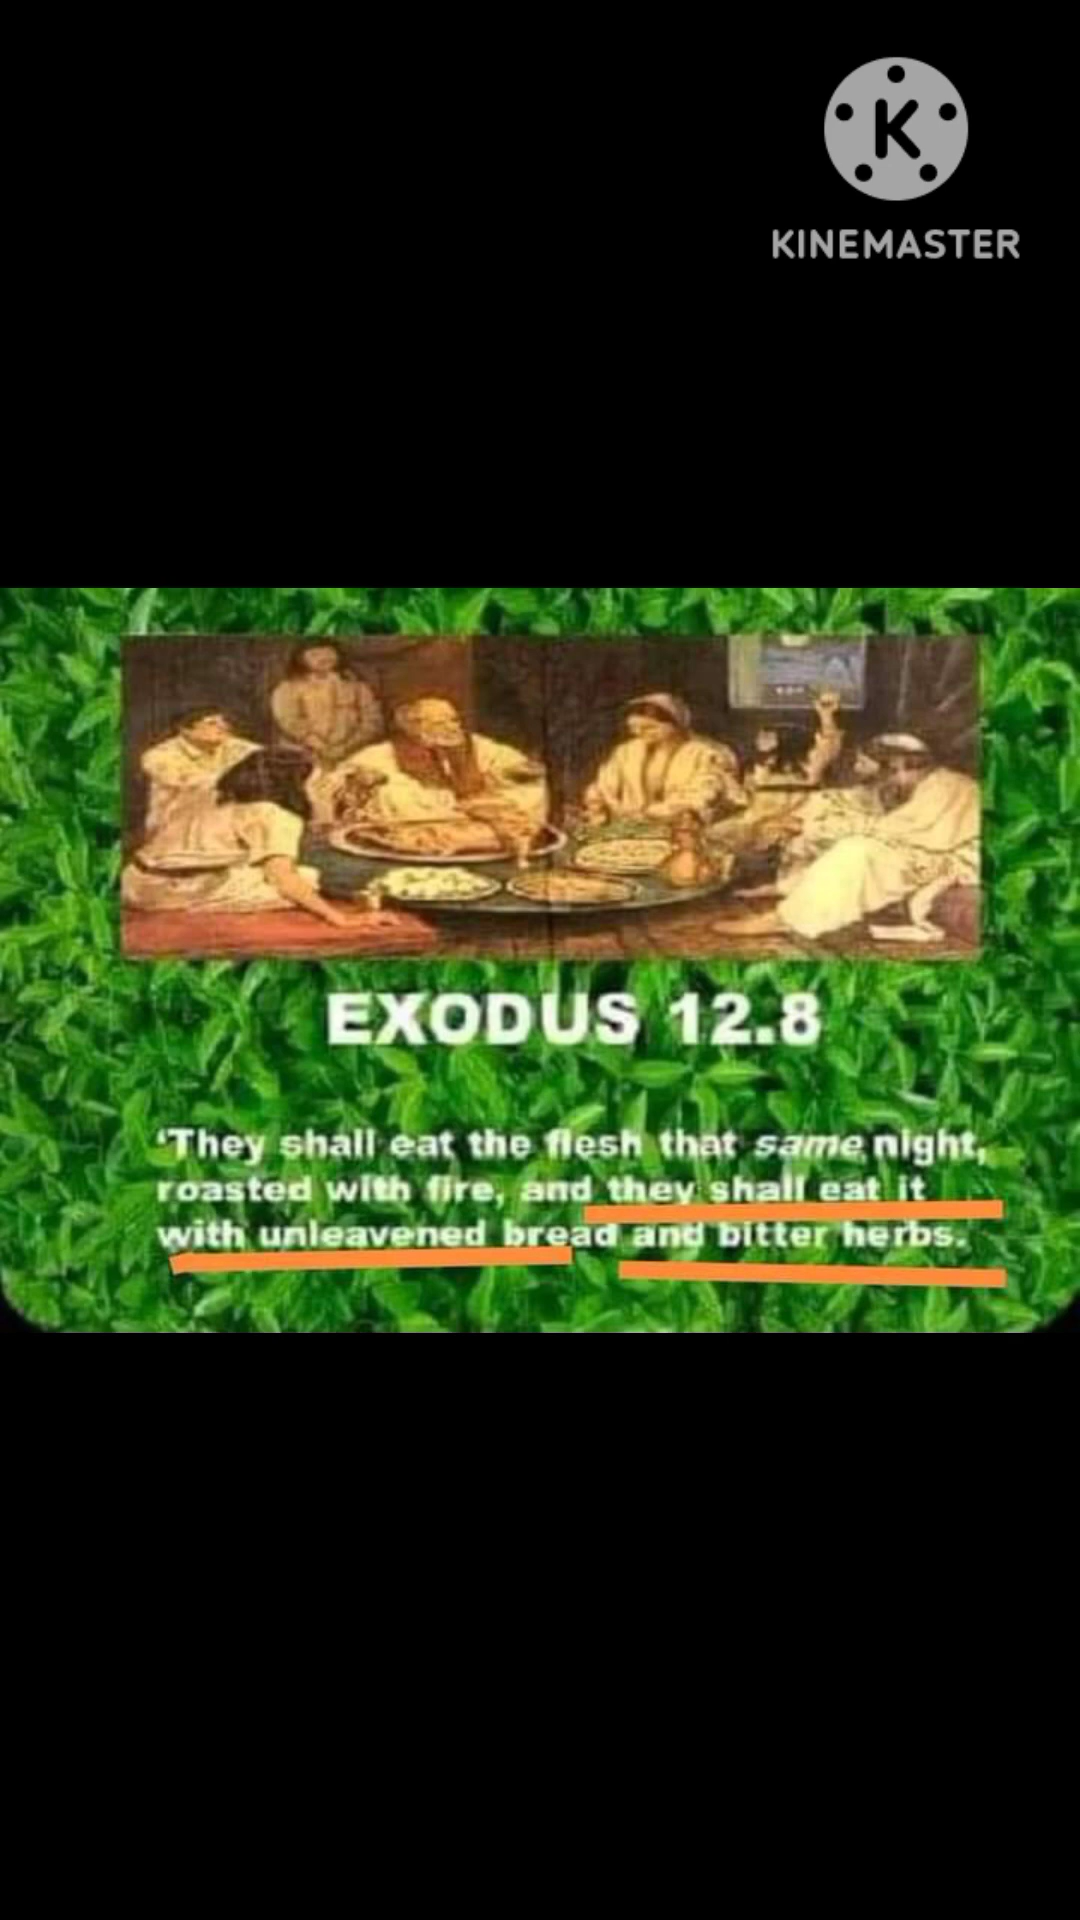 K
KINEMASTER
EXODUS 12.8
‘They shall eat the flesh that same night,
roasted with fire, and they shall eat it
with unleavened bread and bitter herbs.